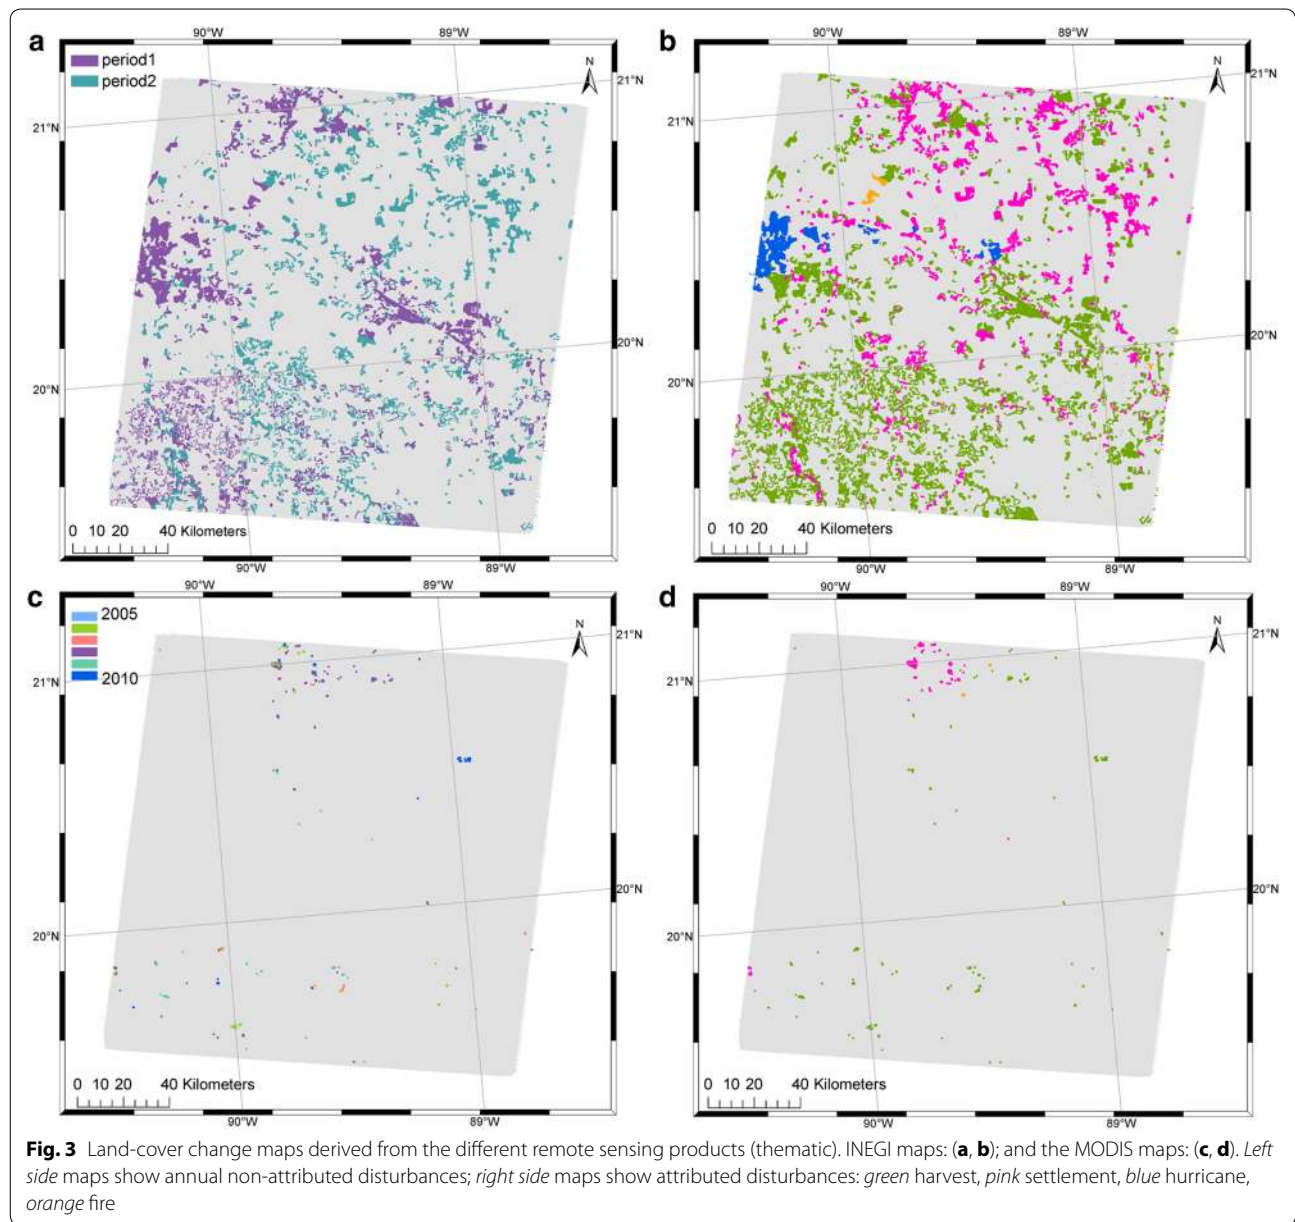 a
90°W
89°W
period1
period2
N
21°N
21°N
20°N
20°N
0 10 20 40 Kilometers
90°W
89°W
b
90°W
89°W
N
21°N
21°N
20°N
20°N
0 10 20 40 Kilometers
90°W
89°W
c
90°W
89°W
2005
2010
N
21°N
21°N
20°N
20°N
0 10 20 40 Kilometers
90°W
89°W
d
90°W
89°W
N
21°N
21°N
20°N
20°N
0 10 20 40 Kilometers
90°W
89°W
Fig. 3 Land-cover change maps derived from the different remote sensing products (thematic). INEGI maps: (a, b); and the MODIS maps: (c, d). Left
side maps show annual non-attributed disturbances; right side maps show attributed disturbances: green harvest, pink settlement, blue hurricane,
orange fire